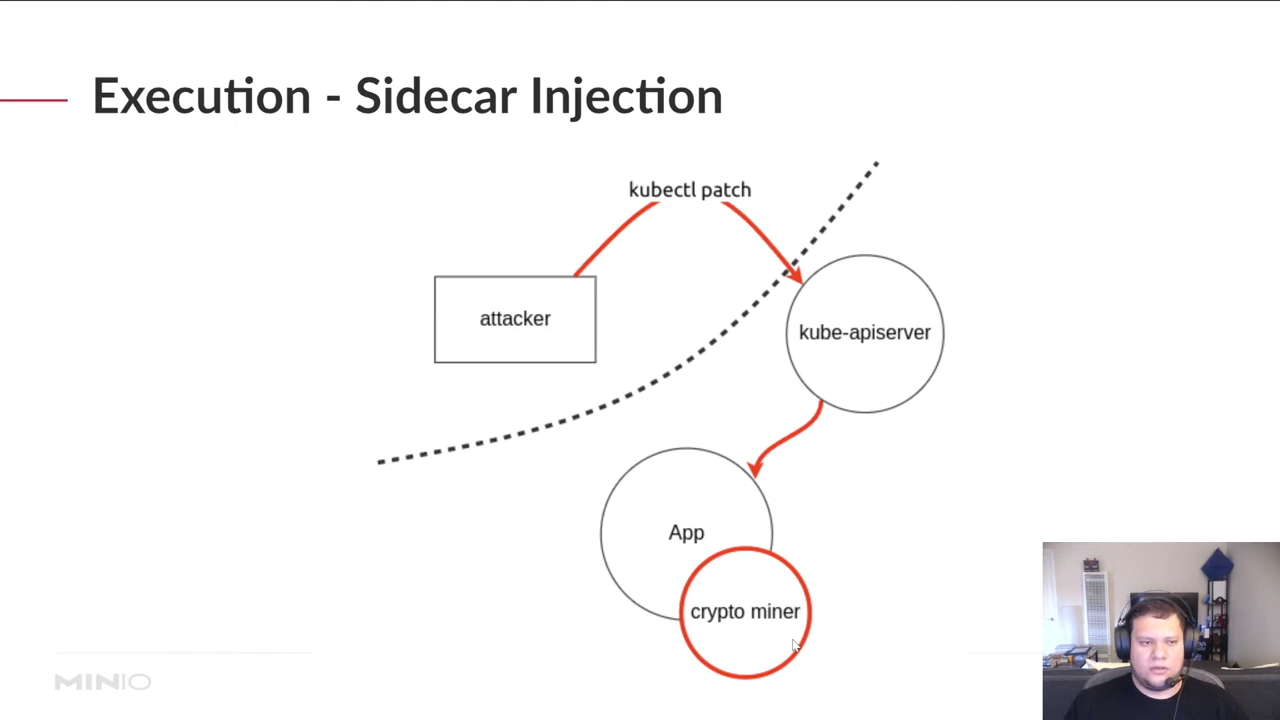 Execution - Sidecar Injection
kubectl patch
attacker
kube-apiserver
App
crypto miner
MINIO